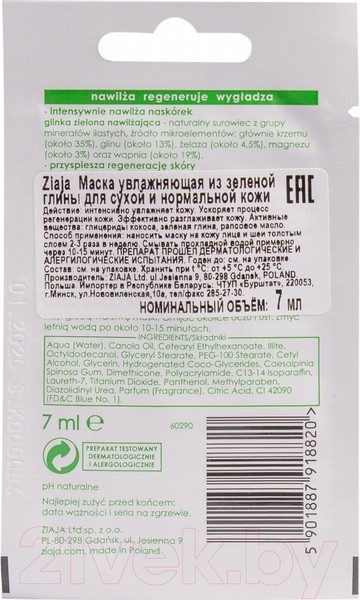 nawilża regeneruje wygładza
- intensywnie nawilża naskórek
glinka zielona nawilżająca - naturalny surowiec z grupy
minerałów ilastych, źródło mikroelementów: głównie krzemu
(około 35%), glinu (około 13%), żelaza (około 4,5%), magnezu
(około 3%) oraz wapnia (około 19%)
- przyspiesza regenerację skóry
Ziaja Маска увлажняющая из зеленой
глины для сухой и нормальной кожи
EAC
Действие: интенсивно увлажняет кожу. Ускоряет процесс
регенерации кожи. Эффективно разглаживает кожу. Активные
вещества: глицериды кокоса, зеленая глина, рапсовое масло.
Способ применения: наносить маску на кожу лица и шеи толстым
слоем 2-3 раза в неделю. Смывать прохладной водой примерно
через 10-15 минут. ПРЕПАРАТ ПРОШЕЛ ДЕРМАТОЛОГИЧЕСКИЕ И
АЛЛЕРГОЛОГИЧЕСКИЕ ИСПЫТАНИЯ. Годен до: см. на упаковке.
Состав: см. на упаковке. Хранить при t °C: от +5 °C до +25 °C.
Изготовитель: ZIAJA Ltd ul. Jesienna 9, 80-298 Gdansk, POLAND,
Польша. Импортер в Республику Беларусь: ЧТУП "Бурштат", 220053,
г.Минск, ул.Нововиленская,10а, тел/факс 285-27-30.
НОМИНАЛЬНЫЙ ОБЪЕМ: 7 мл
letnią wodą po około 10-15 minutach.
INGREDIENTS/Składniki
Aqua (Water), Canola Oil, Cetearyl Ethylhexanoate, Illite,
Octyldodecanol, Glyceryl Stearate, PEG-100 Stearate, Cetyl
Alcohol, Glycerin, Hydrogenated Coco-Glycerides, Caesalpinia
Spinosa Gum, Dimethicone, Polyacrylamide, C13-14 Isoparaffin,
Laureth-7, Titanium Dioxide, Panthenol, Methylparaben,
Diazolidinyl Urea, Parfum (Fragrance), Citric Acid, CI 42090
(FD&C Blue No.1)
7 ml e
60290
PREPARAT TESTOWANY
DERMATOLOGICZNIE
I ALERGOLOGICZNIE
pH naturalne
Najlepiej zużyć przed końcem:
data ważności i seria na zgrzewie.
ZIAJA Ltd sp. z o.o.
PL-80-298 Gdańsk, ul. Jesienna 9
ziaja.com, made in Poland
5 901887 918820 >
2ivek.by